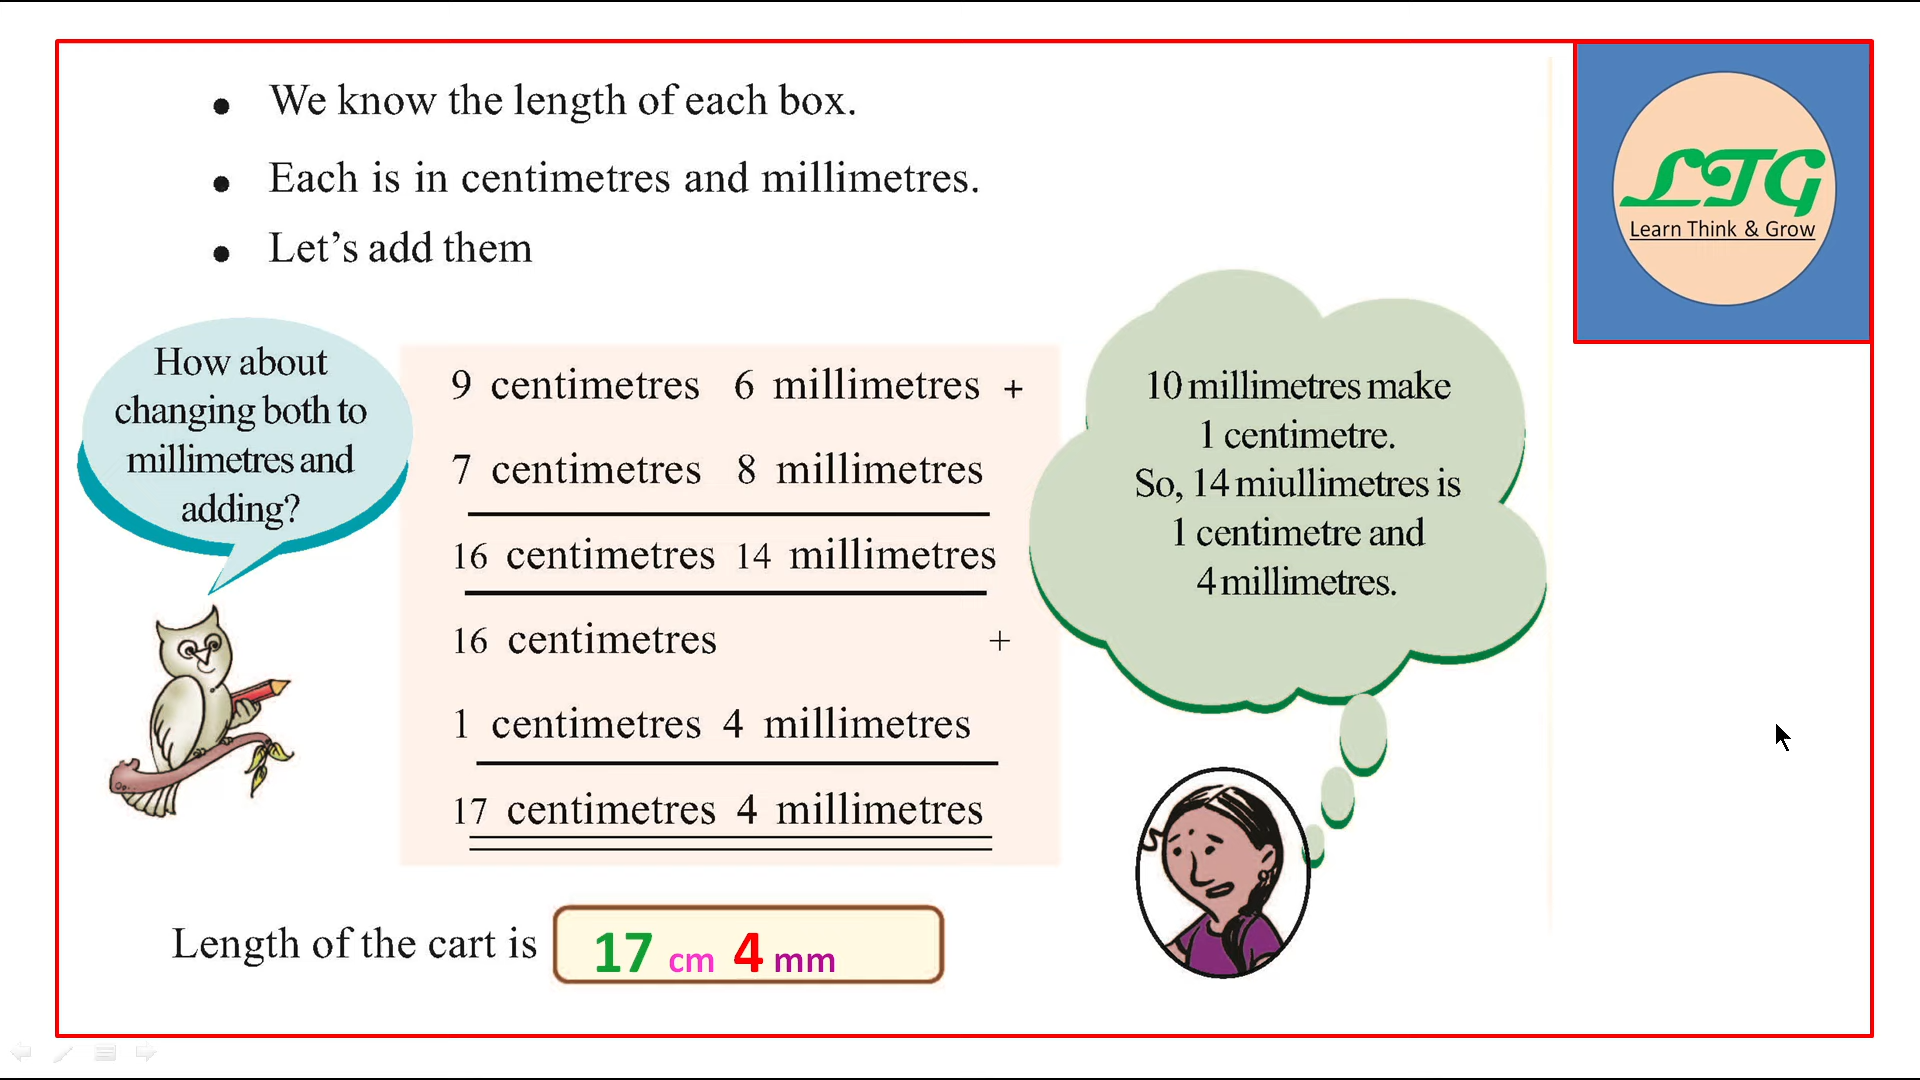 We know the length of each box.
Each is in centimetres and millimetres.
Let's add them
LTG
Learn Think & Grow
How about
changing both to
millimetres and
adding?
9 centimetres 6 millimetres +
7 centimetres 8 millimetres
16 centimetres 14 millimetres
16 centimetres +
1 centimetres 4 millimetres
17 centimetres 4 millimetres
10 millimetres make
1 centimetre.
So, 14 miullimetres is
1 centimetre and
4 millimetres.
Length of the cart is 17 cm 4 mm